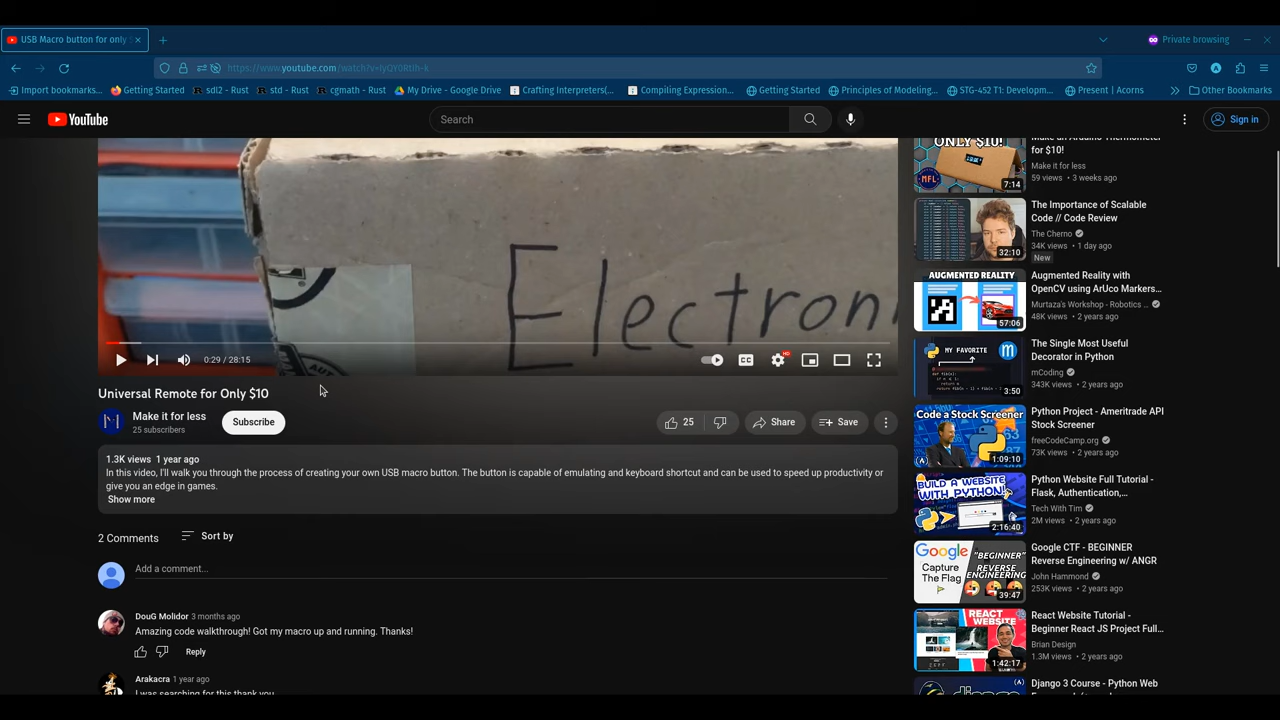 USB Macro button for only
Private browsing
https://www.youtube.com/watch?v=
Import bookmarks...
Getting Started
sdl2 - Rust
std - Rust
cgmath - Rust
My Drive - Google Drive
Crafting Interpreters(...
Compiling Expression...
Getting Started
Principles of Modeling...
STG-452 T1: Developm...
Present | Acorns
Other Bookmarks
YouTube
Search
Sign in
Electroni
0:29 / 28:15
CC
HD
Universal Remote for Only $10
Make it for less
25 subscribers
Subscribe
25
Share
Save
1.3K views 1 year ago
In this video, I'll walk you through the process of creating your own USB macro button. The button is capable of emulating and keyboard shortcut and can be used to speed up productivity or
give you an edge in games.
Show more
2 Comments
Sort by
Add a comment...
DouG Molidor 3 months ago
Amazing code walkthrough! Got my macro up and running. Thanks!
Reply
Arakacra 1 year ago
I was searching for this thank you
ONLY $10!
MFL
7:14
Make an Arduino Thermometer
for $10!
Make it for less
59 views • 3 weeks ago
32:10
The Importance of Scalable
Code // Code Review
The Cherno
34K views • 1 day ago
New
AUGMENTED REALITY
57:06
Augmented Reality with
OpenCV using ArUco Markers...
Murtaza's Workshop - Robotics ...
48K views • 2 years ago
MY FAVORITE
3:50
The Single Most Useful
Decorator in Python
mCoding
343K views • 2 years ago
Code a Stock Screener
1:09:10
Python Project - Ameritrade API
Stock Screener
freeCodeCamp.org
73K views • 2 years ago
BUILD A WEBSITE
WITH PYTHON!
2:16:40
Python Website Full Tutorial -
Flask, Authentication,...
Tech With Tim
2M views • 2 years ago
Google
Capture
The Flag
"BEGINNER"
REVERSE
ENGINEERING
39:47
Google CTF - BEGINNER
Reverse Engineering w/ ANGR
John Hammond
253K views • 2 years ago
REACT
WEBSITE
1:42:17
React Website Tutorial -
Beginner React JS Project Full...
Brian Design
1.3M views • 2 years ago
Django 3 Course - Python Web